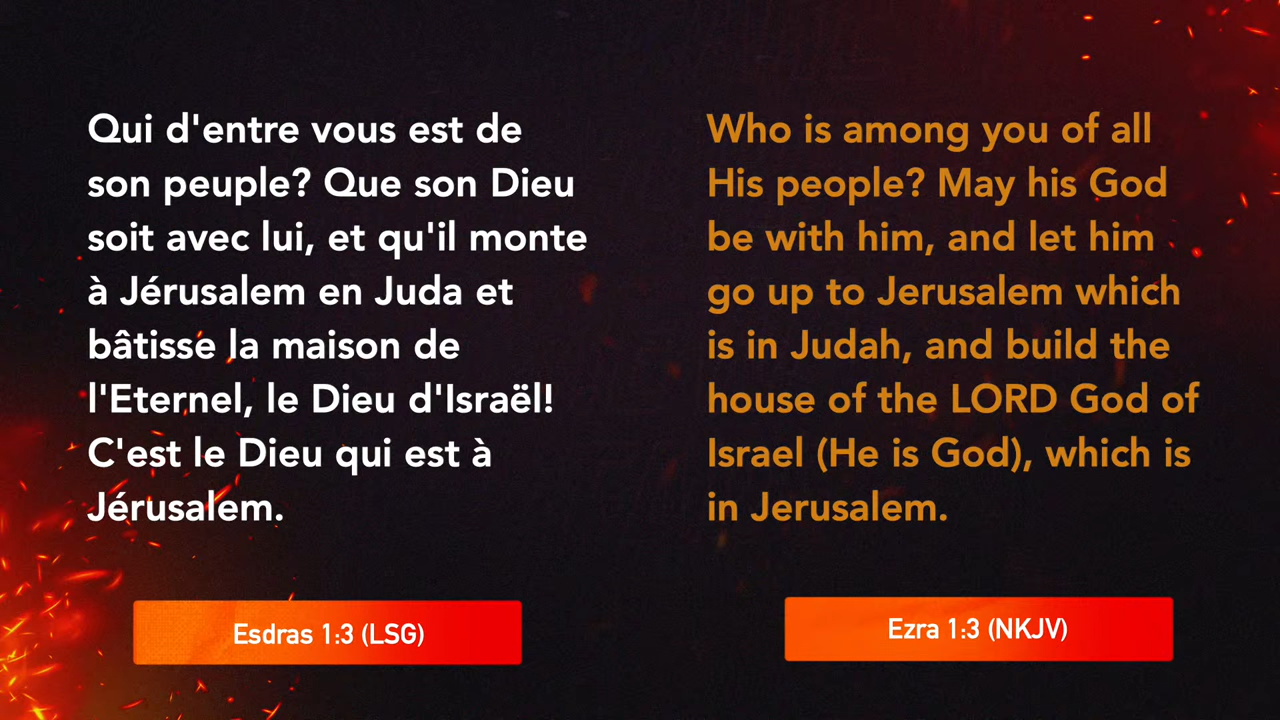 Qui d'entre vous est de
son peuple? Que son Dieu
soit avec lui, et qu'il monte
à Jérusalem en Juda et
bâtisse la maison de
l'Eternel, le Dieu d'Israël!
C'est le Dieu qui est à
Jérusalem.
Esdras 1:3 (LSG)
Who is among you of all
His people? May his God
be with him, and let him
go up to Jerusalem which
is in Judah, and build the
house of the LORD God of
Israel (He is God), which is
in Jerusalem.
Ezra 1:3 (NKJV)